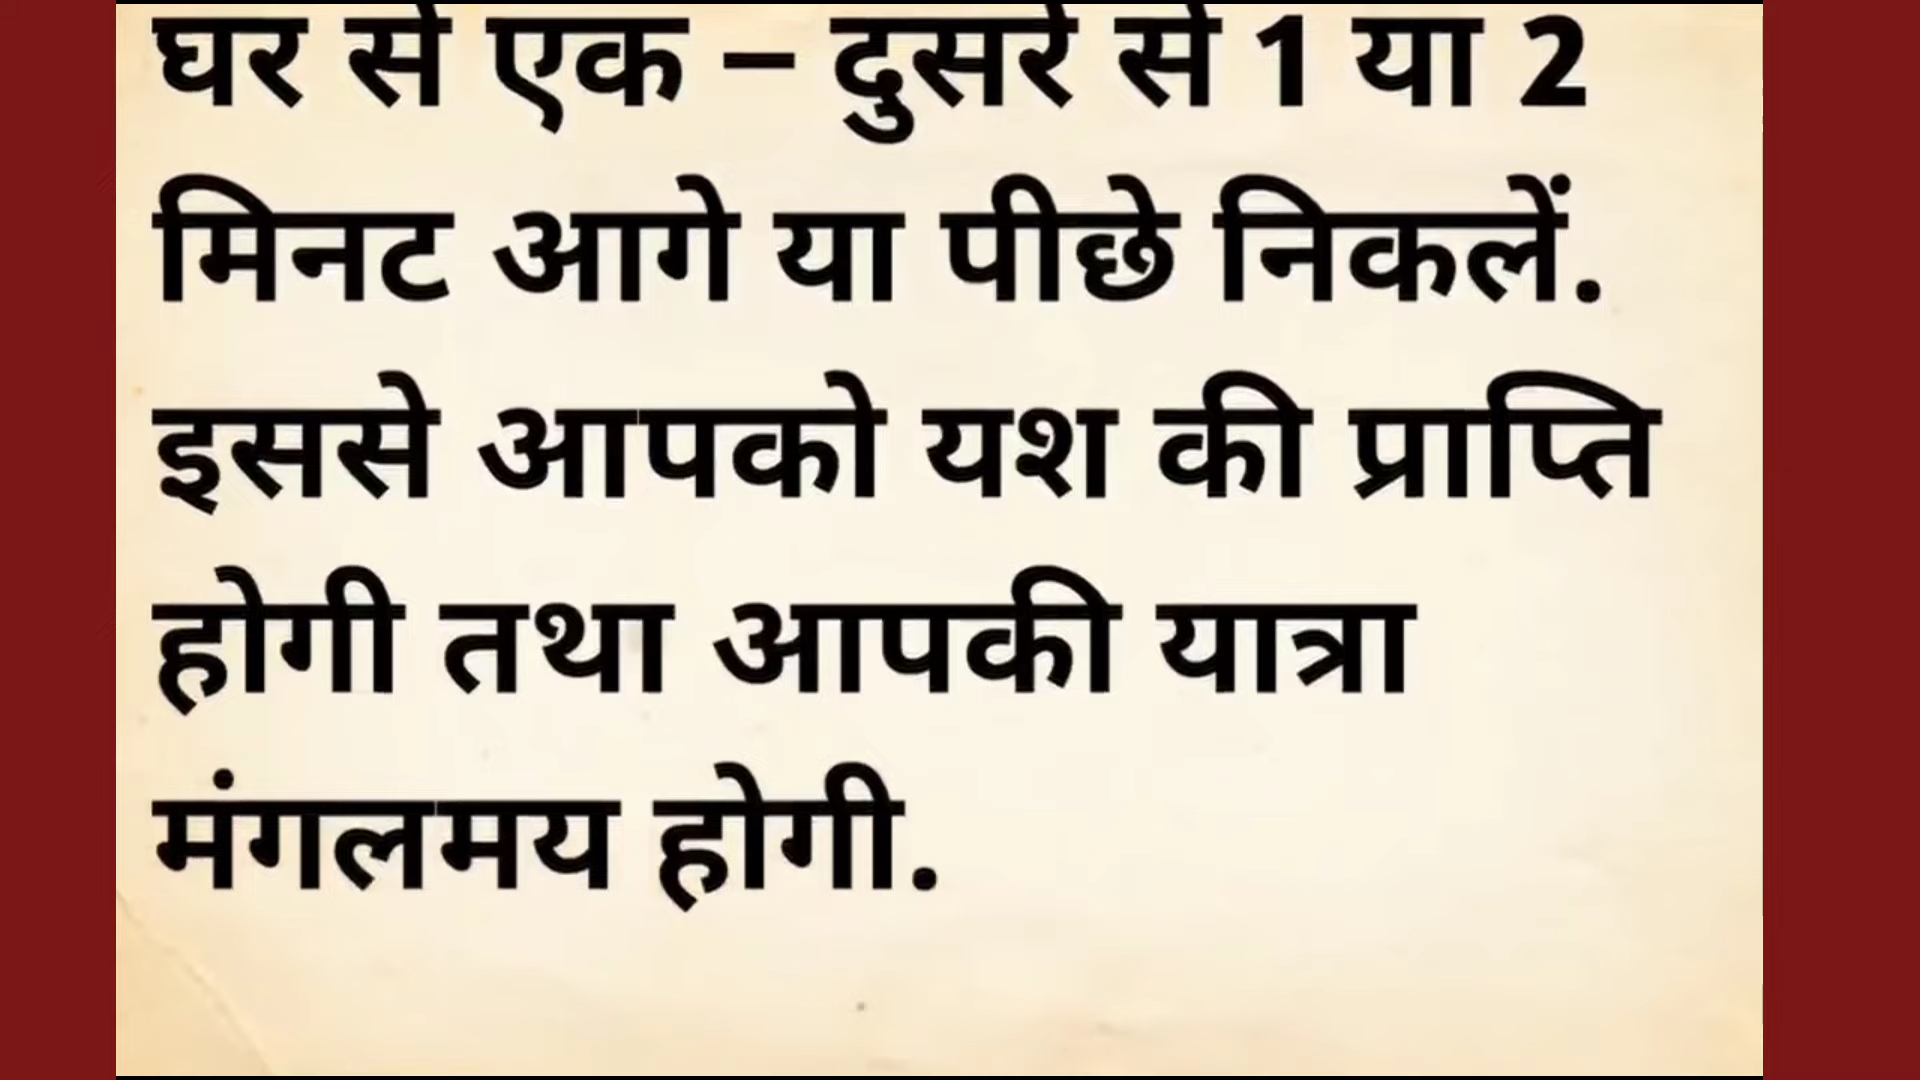 घर से एक – दुसरे से 1 या 2
मिनट आगे या पीछे निकलें.
इससे आपको यश की प्राप्ति
होगी तथा आपकी यात्रा
मंगलमय होगी.